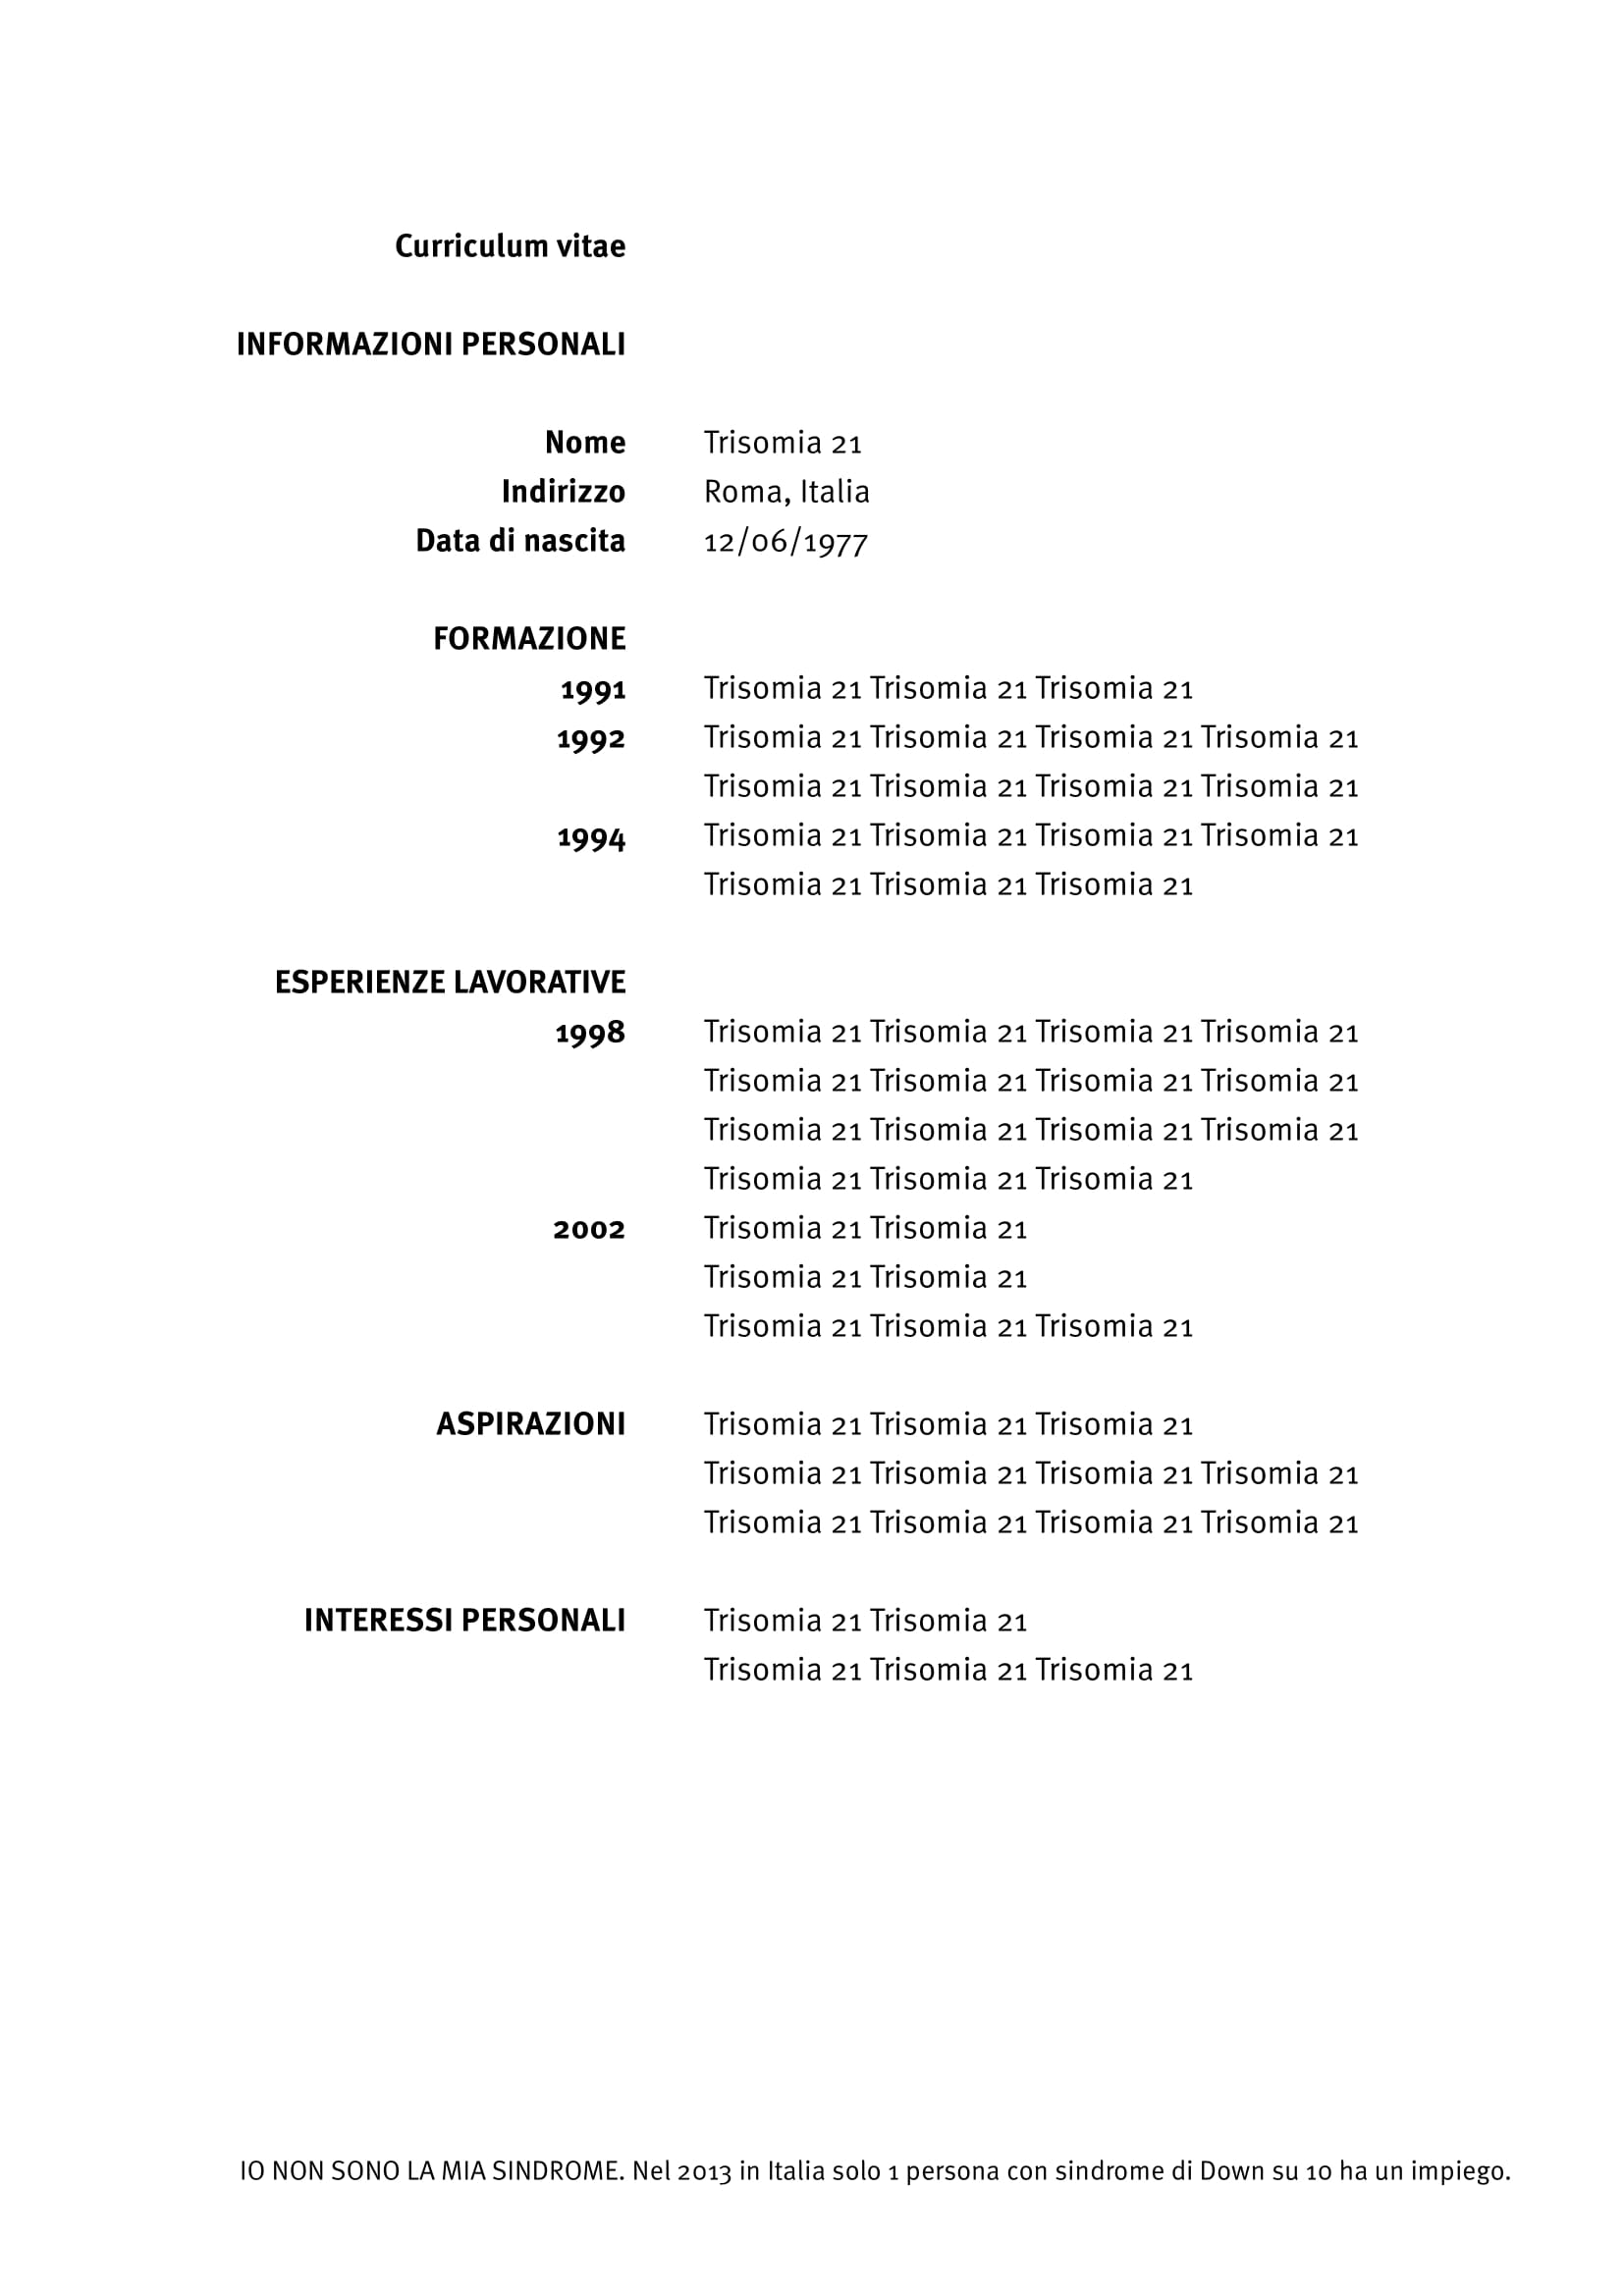 Curriculum vitae
INFORMAZIONI PERSONALI
Nome Trisomia 21
Indirizzo Roma, Italia
Data di nascita 12/06/1977
FORMAZIONE
1991 Trisomia 21 Trisomia 21 Trisomia 21
1992 Trisomia 21 Trisomia 21 Trisomia 21 Trisomia 21
Trisomia 21 Trisomia 21 Trisomia 21 Trisomia 21
1994 Trisomia 21 Trisomia 21 Trisomia 21 Trisomia 21
Trisomia 21 Trisomia 21 Trisomia 21
ESPERIENZE LAVORATIVE
1998 Trisomia 21 Trisomia 21 Trisomia 21 Trisomia 21
Trisomia 21 Trisomia 21 Trisomia 21 Trisomia 21
Trisomia 21 Trisomia 21 Trisomia 21 Trisomia 21
Trisomia 21 Trisomia 21 Trisomia 21
2002 Trisomia 21 Trisomia 21
Trisomia 21 Trisomia 21
Trisomia 21 Trisomia 21 Trisomia 21
ASPIRAZIONI Trisomia 21 Trisomia 21 Trisomia 21
Trisomia 21 Trisomia 21 Trisomia 21 Trisomia 21
Trisomia 21 Trisomia 21 Trisomia 21 Trisomia 21
INTERESSI PERSONALI Trisomia 21 Trisomia 21
Trisomia 21 Trisomia 21 Trisomia 21
IO NON SONO LA MIA SINDROME. Nel 2013 in Italia solo 1 persona con sindrome di Down su 10 ha un impiego.